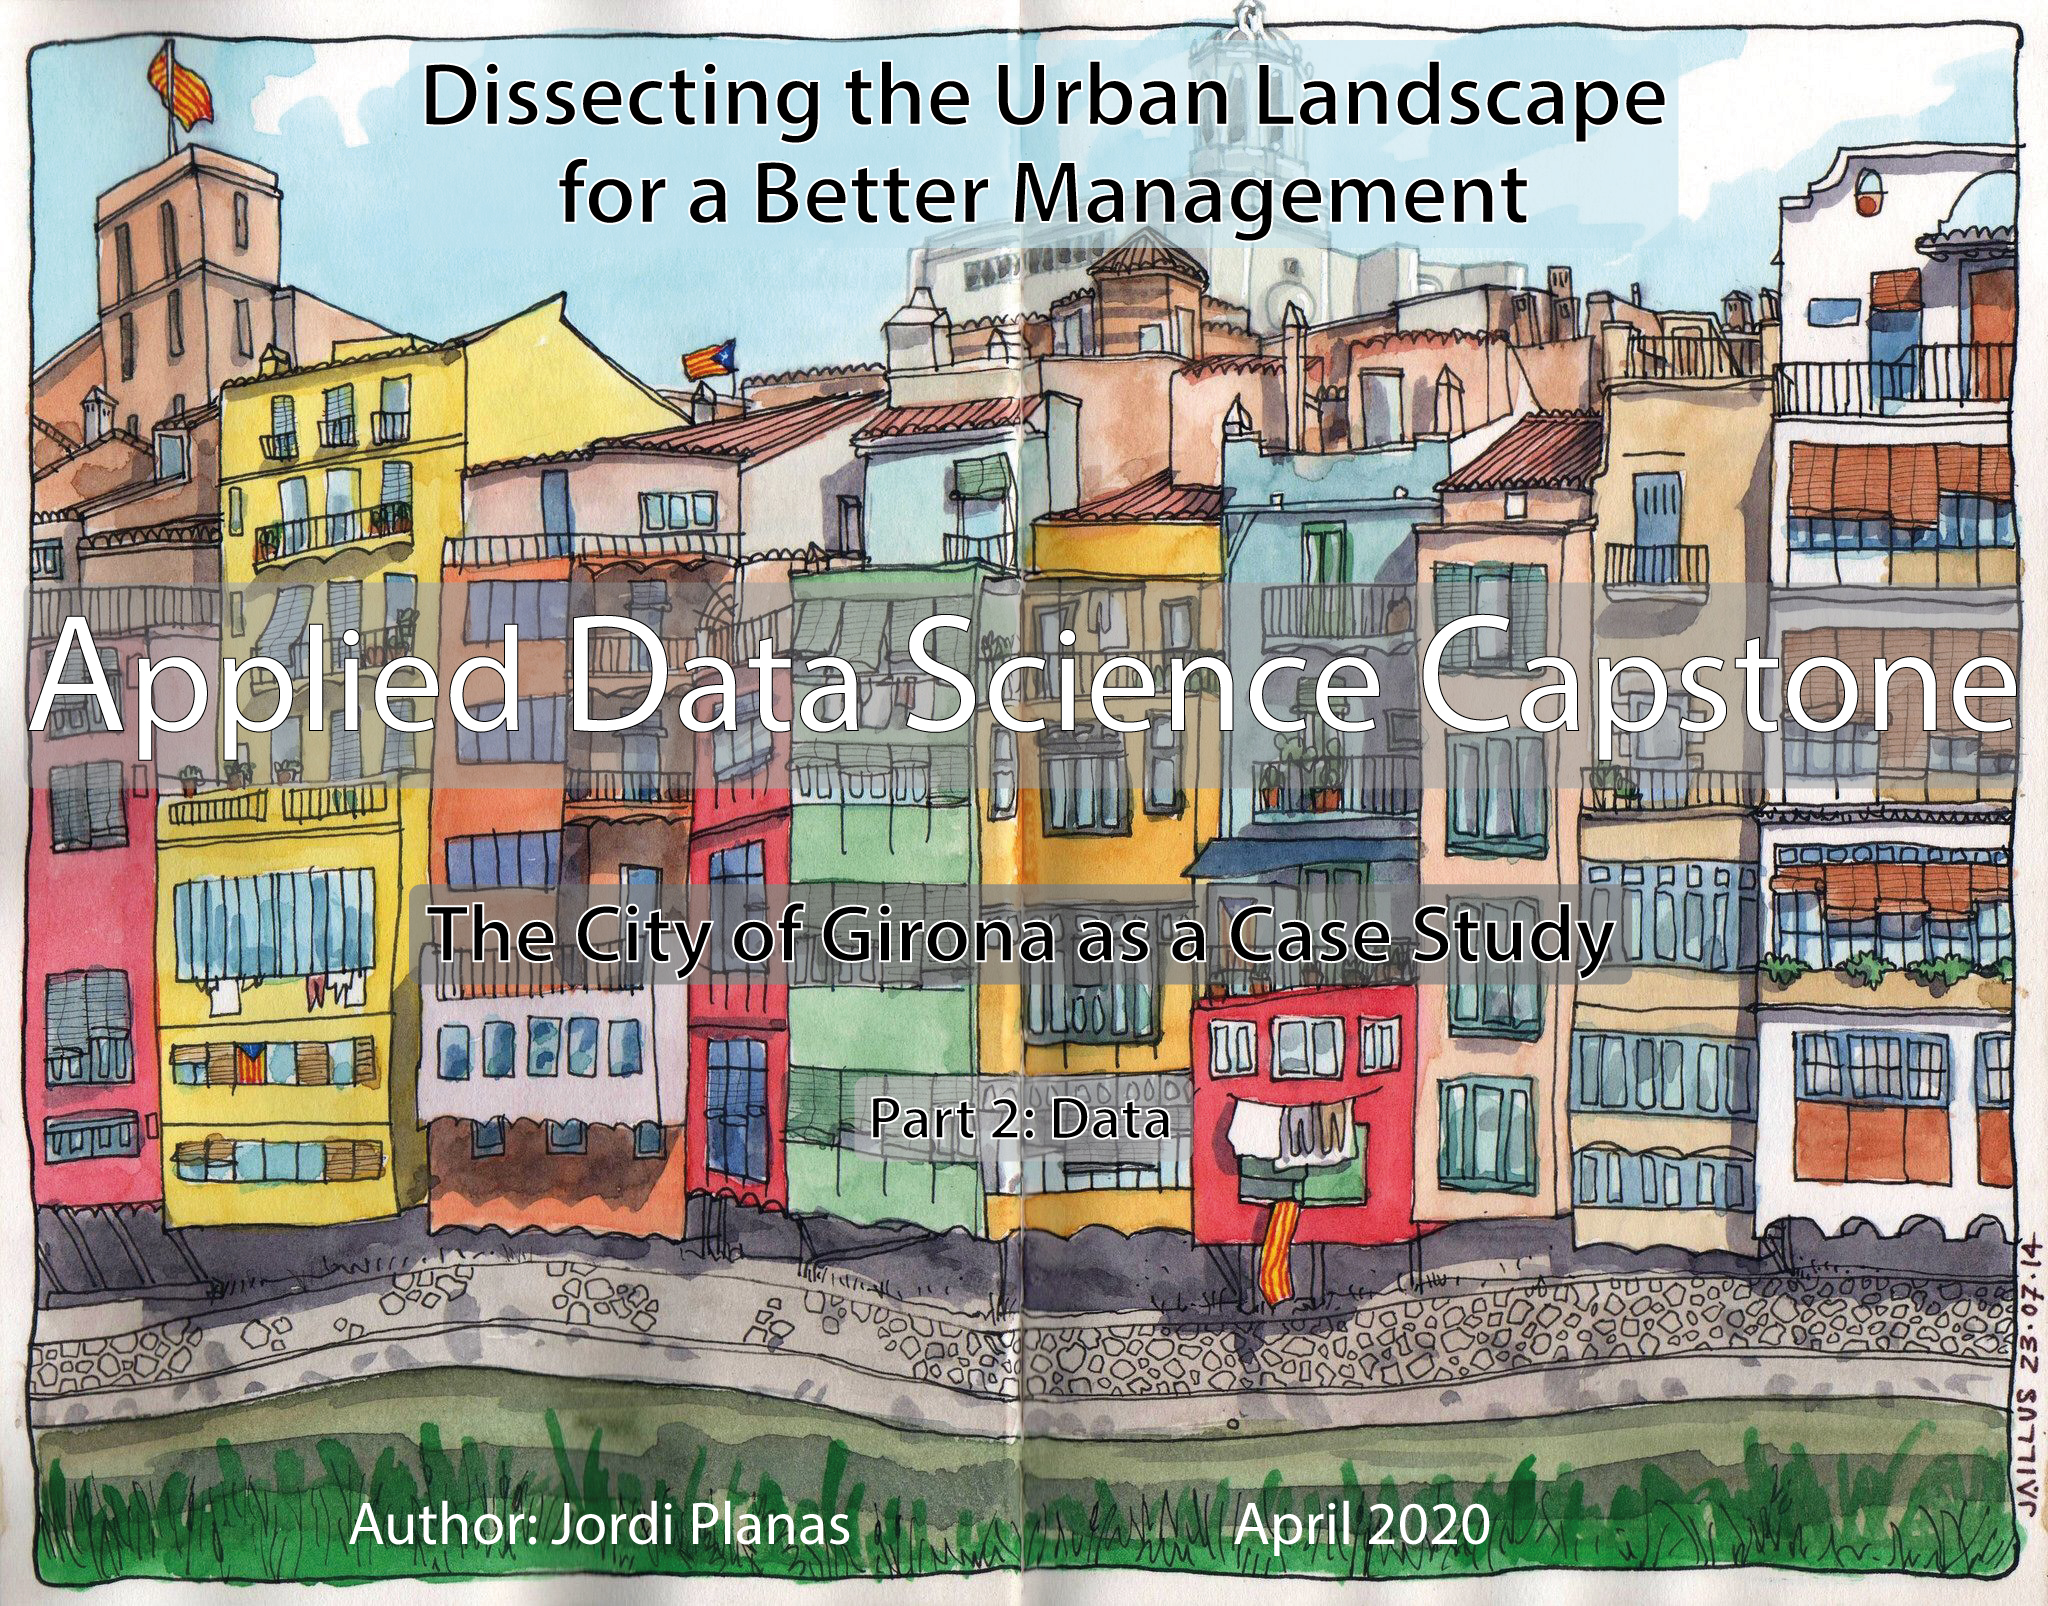 Dissecting the Urban Landscape
for a Better Management
Applied Data Science Capstone
The City of Girona as a Case Study
Part 2: Data
Author: Jordi Planas
April 2020
JAILLUS 23.07.14